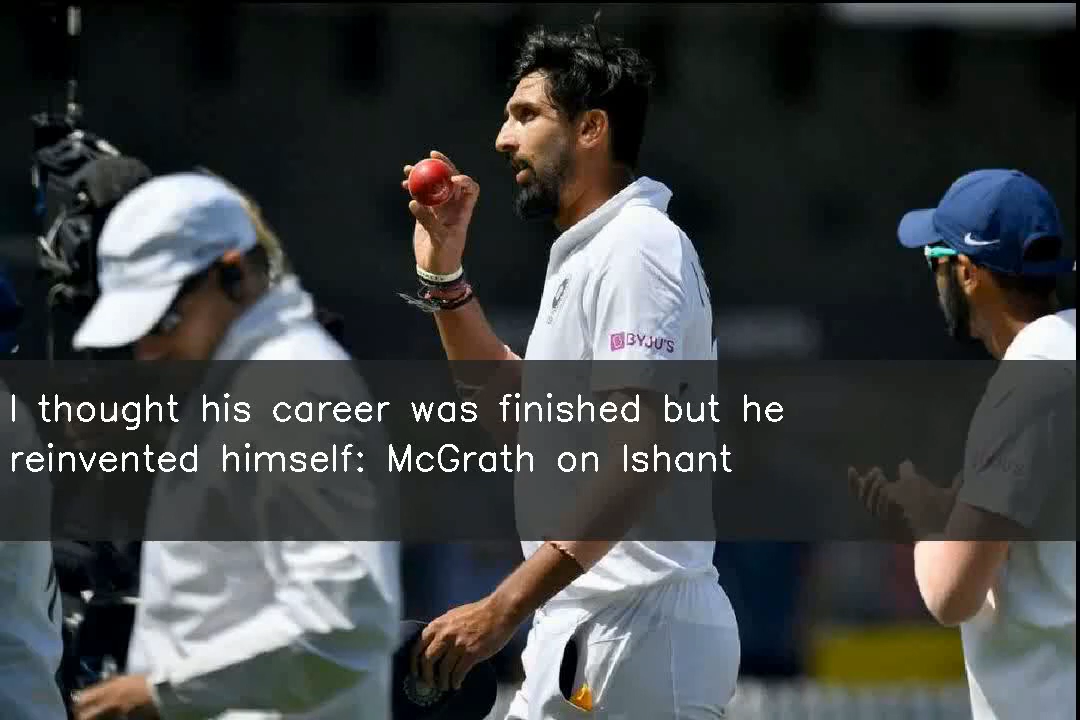 BYJU'S
I thought his career was finished but he
reinvented himself: McGrath on Ishant